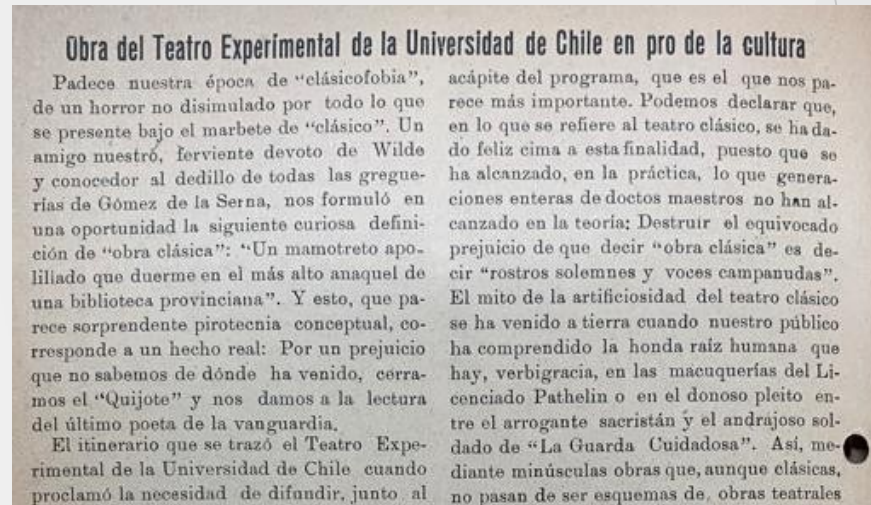 Obra del Teatro Experimental de la Universidad de Chile en pro de la cultura
Padece nuestra época de “clásicofobia”,
de un horror no disimulado por todo lo que
se presente bajo el marbete de “clásico”. Un
amigo nuestro, ferviente devoto de Wilde
y conocedor al dedillo de todas las gregue-
rías de Gómez de la Serna, nos formuló en
una oportunidad la siguiente curiosa defini-
ción de “obra clásica”: “Un mamotreto apo-
lillado que duerme en el más alto anaquel de
una biblioteca provinciana”. Y esto, que pa-
rece sorprendente pirotecnia conceptual, co-
rresponde a un hecho real: Por un prejuicio
que no sabemos de dónde ha venido, cerra-
mos el “Quijote” y nos damos a la lectura
del último poeta de la vanguardia.
El itinerario que se trazó el Teatro Expe-
rimental de la Universidad de Chile cuando
proclamó la necesidad de difundir, junto al
acápite del programa, que es el que nos pa-
rece más importante. Podemos declarar que,
en lo que se refiere al teatro clásico, se ha da-
do feliz cima a esta finalidad, puesto que se
ha alcanzado, en la práctica, lo que genera-
ciones enteras de doctos maestros no han al-
canzado en la teoría: Destruir el equivocado
prejuicio de que decir “obra clásica” es de-
cir “rostros solemnes y voces campanudas”.
El mito de la artificiosidad del teatro clásico
se ha venido a tierra cuando nuestro público
ha comprendido la honda raíz humana que
hay, verbigracia, en las macuquerías del Li-
cenciado Pathelin o en el donoso pleito en-
tre el arrogante sacristán y el andrajoso sol-
dado de “La Guarda Cuidadosa”. Así, me-
diante minúsculas obras que, aunque clásicas,
no pasan de ser esquemas de obras teatrales